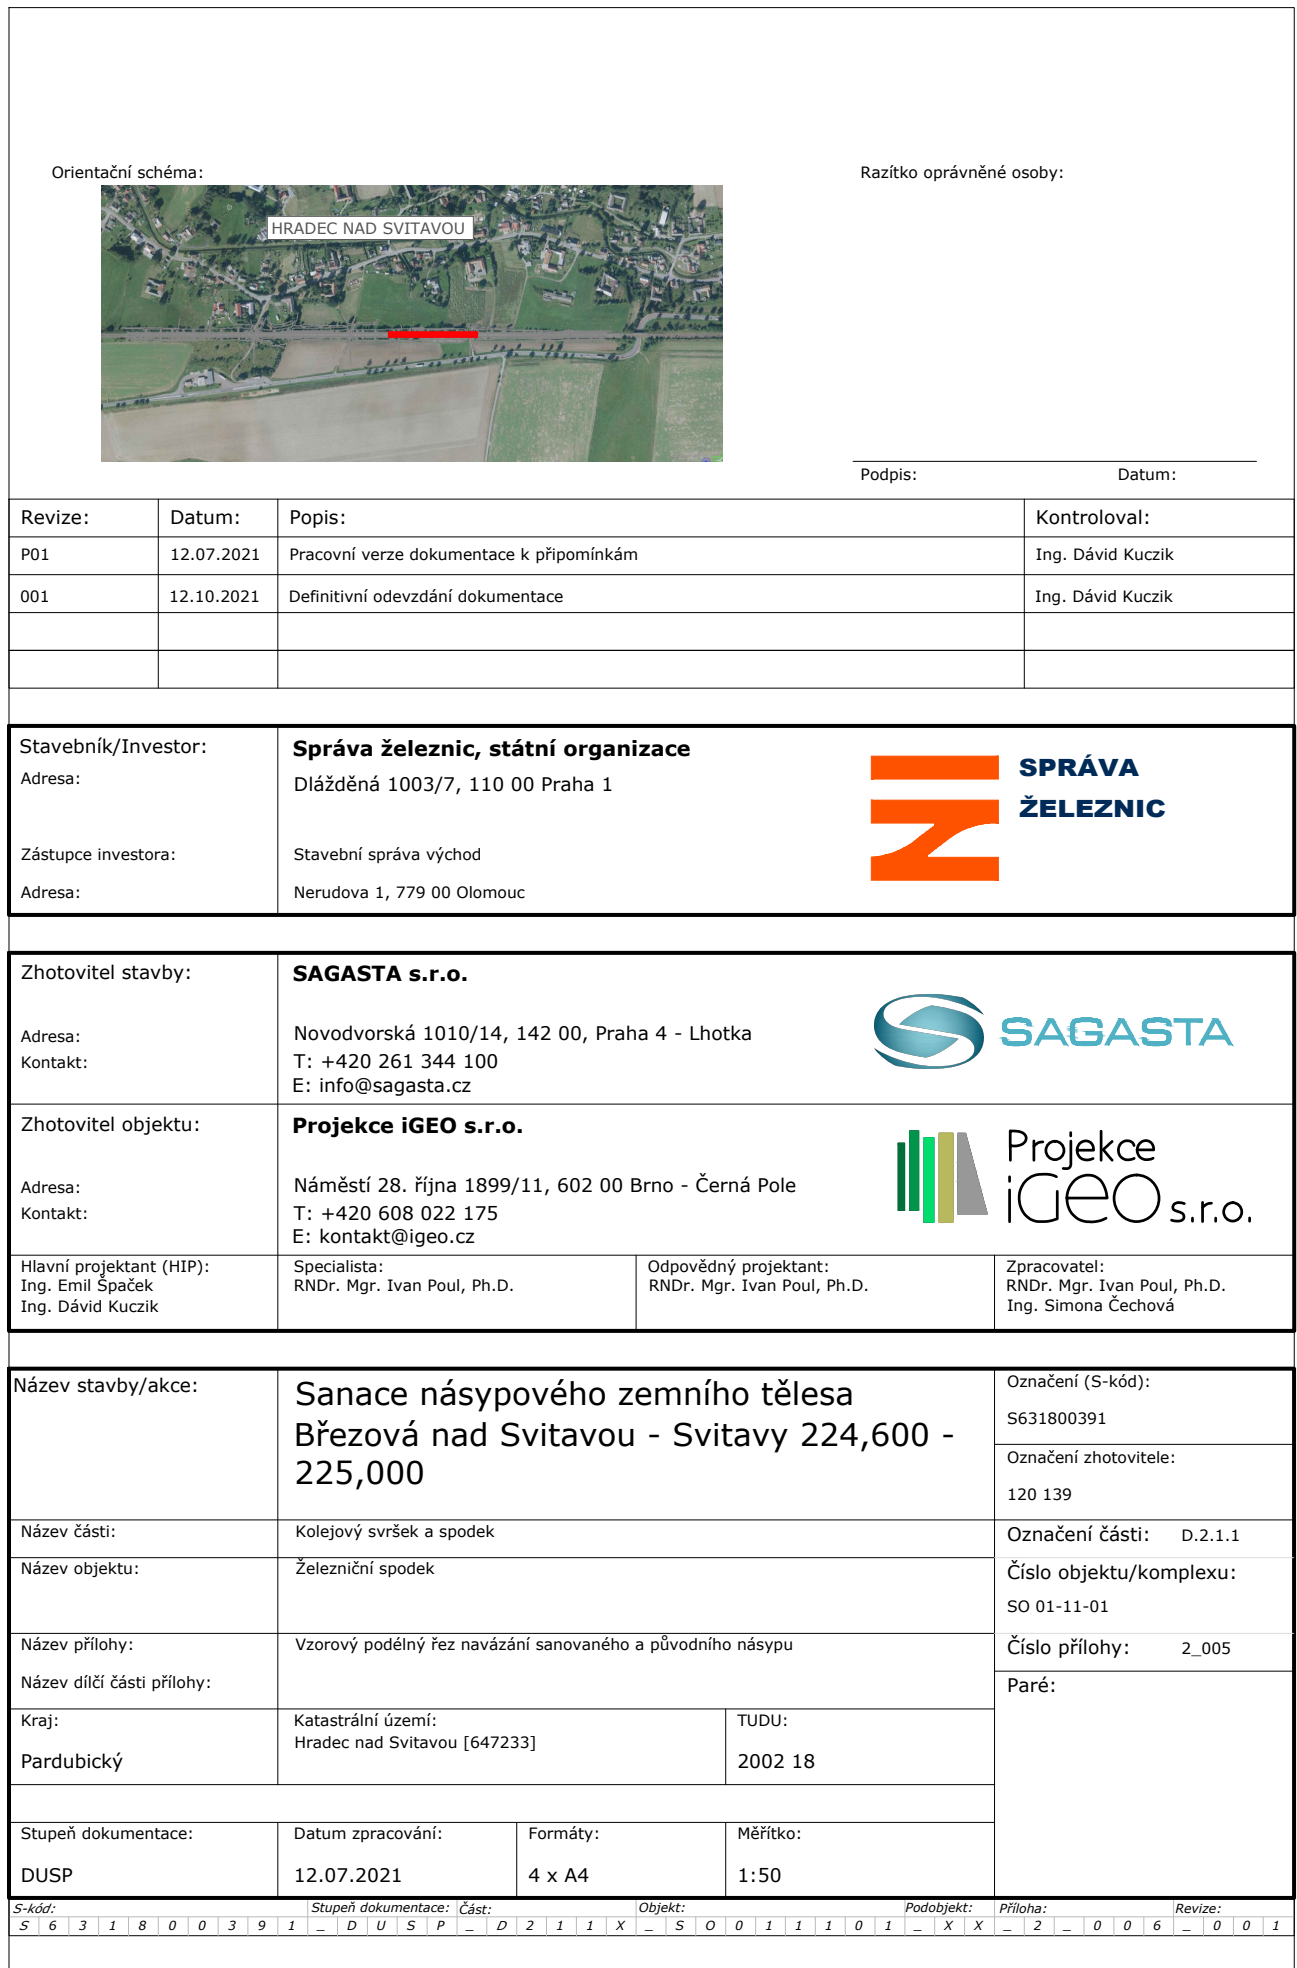 Orientační schéma:
Razítko oprávněné osoby:
HRADEC NAD SVITAVOU
Podpis: Datum:
Revize: Datum: Popis: Kontroloval:
P01 12.07.2021 Pracovní verze dokumentace k připomínkám Ing. Dávid Kuczik
001 12.10.2021 Definitivní odevzdání dokumentace Ing. Dávid Kuczik
Stavebník/Investor: Správa železnic, státní organizace
Adresa: Dlážděná 1003/7, 110 00 Praha 1
SPRÁVA
ŽELEZNIC
Zástupce investora: Stavební správa východ
Adresa: Nerudova 1, 779 00 Olomouc
Zhotovitel stavby: SAGASTA s.r.o.
SAGASTA
Adresa: Novodvorská 1010/14, 142 00, Praha 4 - Lhotka
Kontakt: T: +420 261 344 100
E: info@sagasta.cz
Zhotovitel objektu: Projekce iGEO s.r.o.
Projekce
iGEO s.r.o.
Adresa: Náměstí 28. října 1899/11, 602 00 Brno - Černá Pole
Kontakt: T: +420 608 022 175
E: kontakt@igeo.cz
Hlavní projektant (HIP): Specialista: Odpovědný projektant: Zpracovatel:
Ing. Emil Špaček RNDr. Mgr. Ivan Poul, Ph.D. RNDr. Mgr. Ivan Poul, Ph.D. RNDr. Mgr. Ivan Poul, Ph.D.
Ing. Dávid Kuczik Ing. Simona Čechová
Název stavby/akce: Sanace násypového zemního tělesa
Březová nad Svitavou - Svitavy 224,600 -
225,000
Označení (S-kód):
S631800391
Označení zhotovitele:
120 139
Název části: Kolejový svršek a spodek Označení části: D.2.1.1
Název objektu: Železniční spodek Číslo objektu/komplexu:
SO 01-11-01
Název přílohy: Vzorový podélný řez navázání sanovaného a původního násypu Číslo přílohy: 2_005
Název dílčí části přílohy: Paré:
Kraj: Katastrální území: TUDU:
Hradec nad Svitavou [647233]
Pardubický 2002 18
Stupeň dokumentace: Datum zpracování: Formáty: Měřítko:
DUSP 12.07.2021 4 x A4 1:50
S-kód: Stupeň dokumentace: Část: Objekt: Podobjekt: Příloha: Revize:
S 6 3 1 8 0 0 3 9 1 _ D U S P _ D 2 1 1 X _ S O 0 1 1 1 0 1 _ X X _ 2 _ 0 0 6 _ 0 0 1